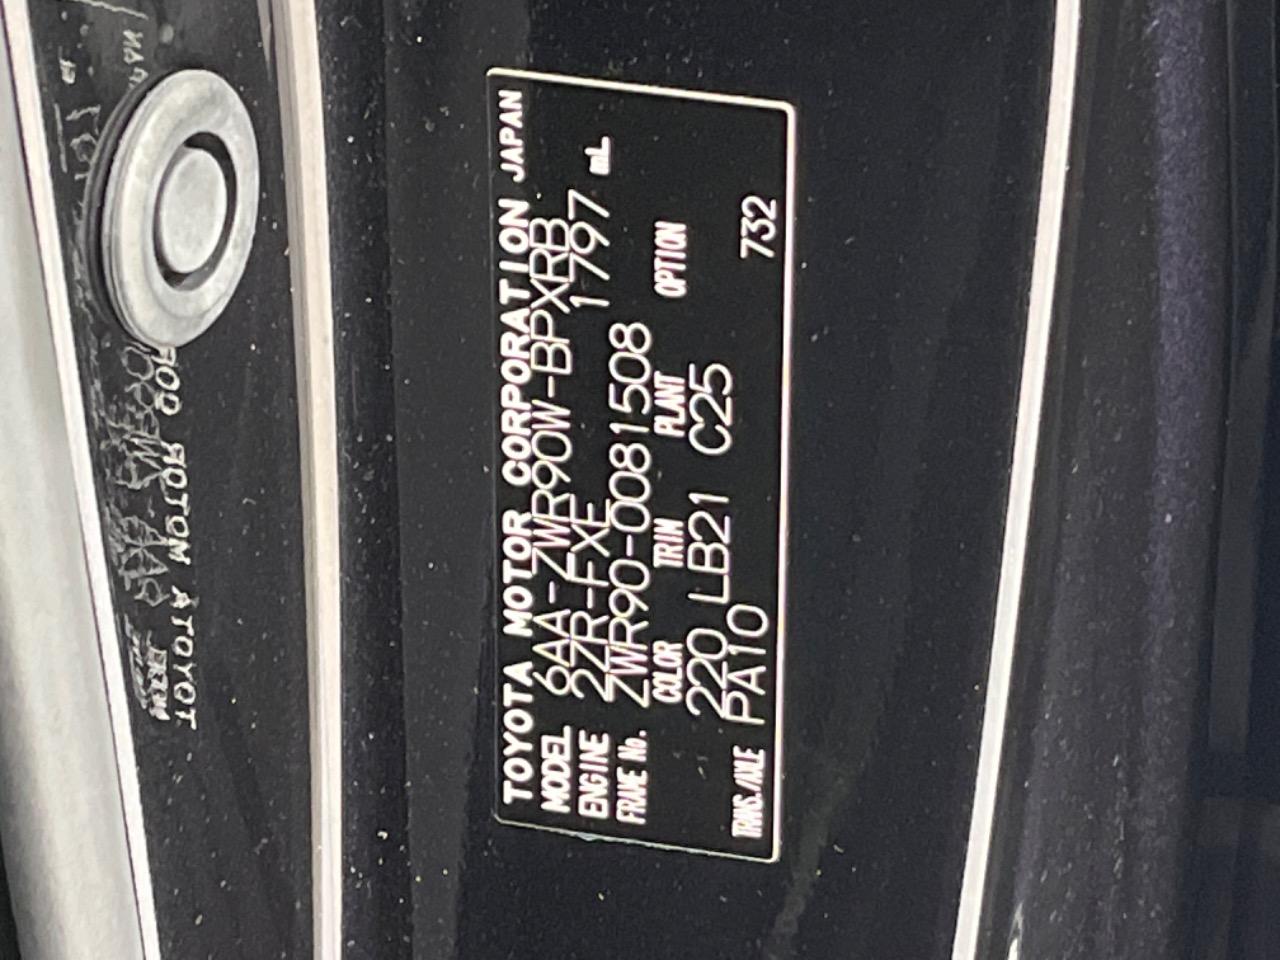 TOYOTA MOTOR CORPORATION JAPAN
MODEL 6AA-ZWR90W-BPXRB
ENGINE 2ZR-FXE 1797 mL
FRAME No. ZWR90-0081508
COLOR TRIM PLANT OPTION
220 LB21 C25
TRANS./AXLE PA10 732